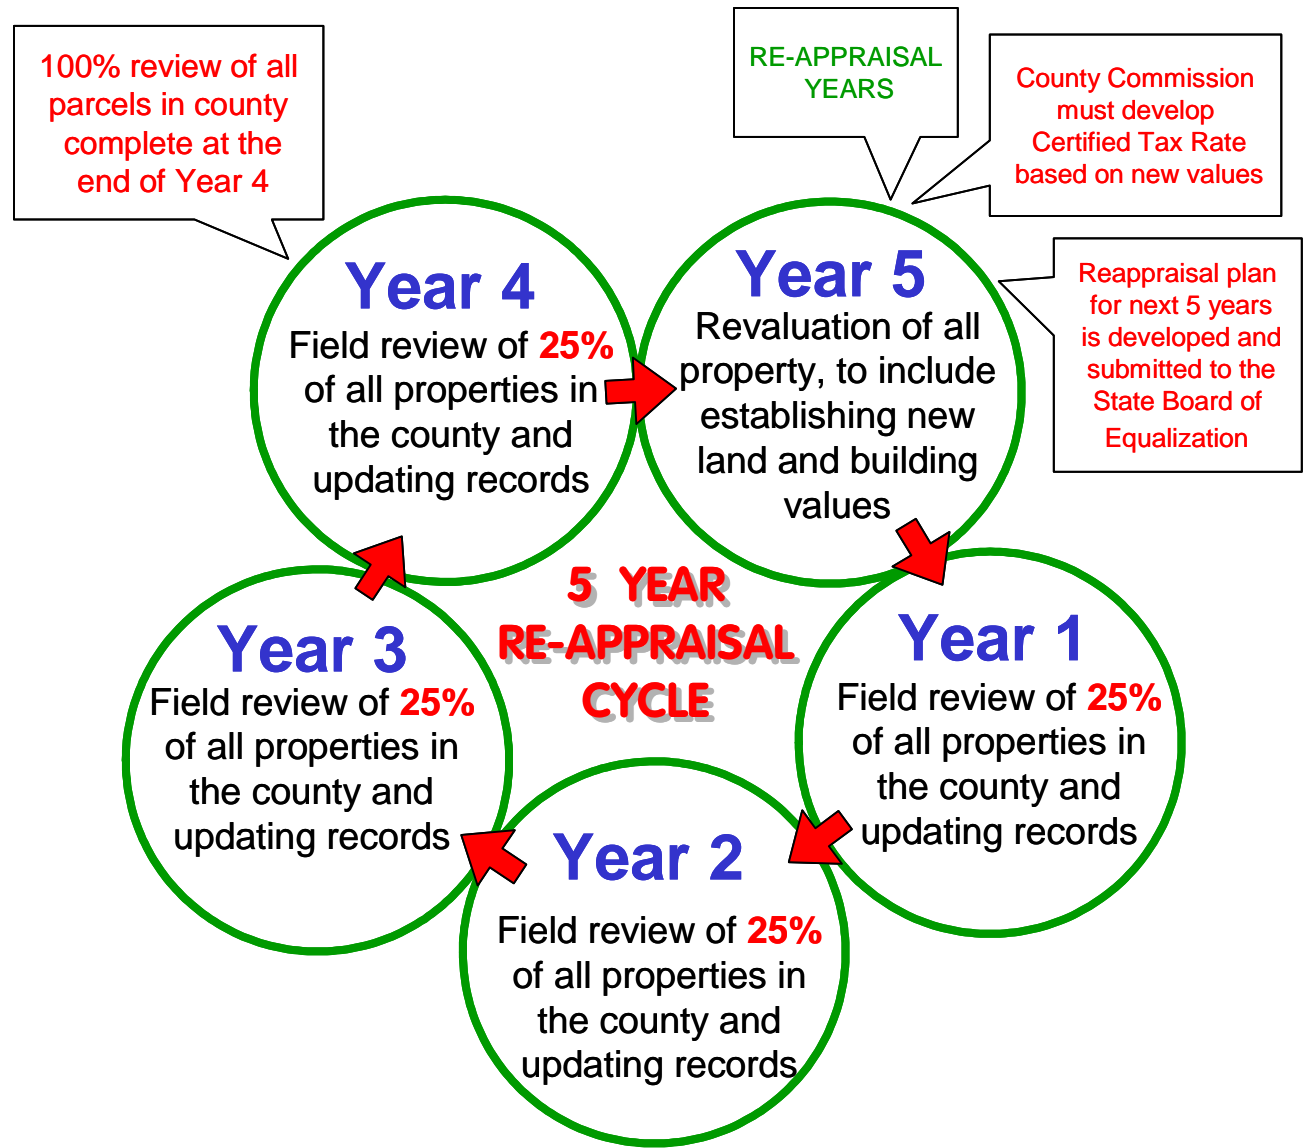 100% review of all
parcels in county
complete at the
end of Year 4
RE-APPRAISAL
YEARS
County Commission
must develop
Certified Tax Rate
based on new values
Reappraisal plan
for next 5 years
is developed and
submitted to the
State Board of
Equalization
Year 4
Field review of 25%
of all properties in
the county and
updating records
Year 5
Revaluation of all
property, to include
establishing new
land and building
values
5 YEAR
RE-APPRAISAL
CYCLE
Year 3
Field review of 25%
of all properties in
the county and
updating records
Year 1
Field review of 25%
of all properties in
the county and
updating records
Year 2
Field review of 25%
of all properties in
the county and
updating records